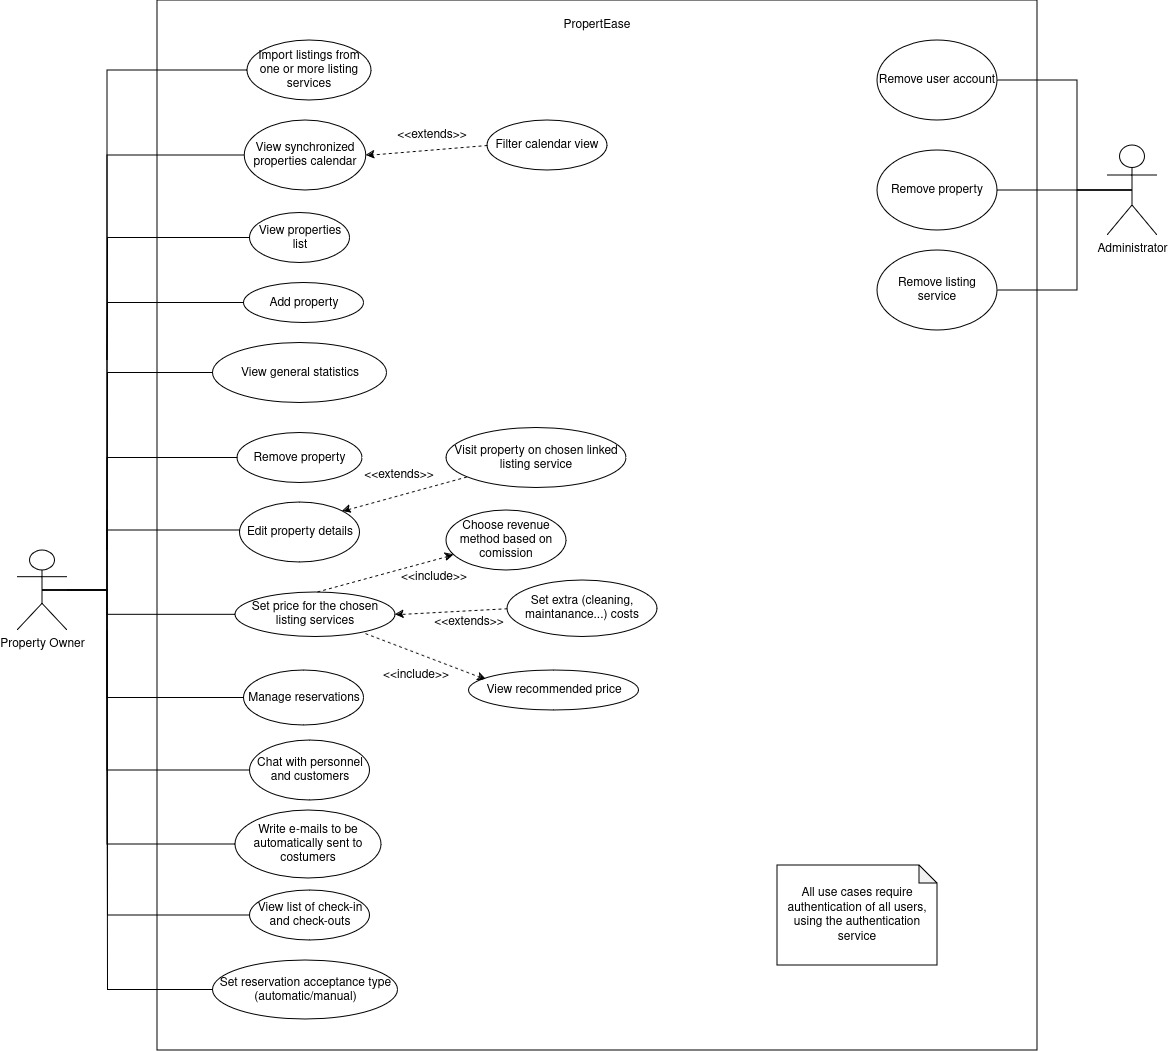 PropertEase
Import listings from
one or more listing
services
Remove user account
<<extends>>
View synchronized
properties calendar
Filter calendar view
Remove property
View properties
list
Administrator
Remove listing
service
Add property
View general statistics
Remove property
Visit property on chosen linked
listing service
<<extends>>
Edit property details
Choose revenue
method based on
comission
<<include>>
Set price for the chosen
listing services
Set extra (cleaning,
maintanance...) costs
<<extends>>
Property Owner
<<include>>
View recommended price
Manage reservations
Chat with personnel
and customers
Write e-mails to be
automatically sent to
costumers
View list of check-in
and check-outs
All use cases require
authentication of all users,
using the authentication
service
Set reservation acceptance type
(automatic/manual)